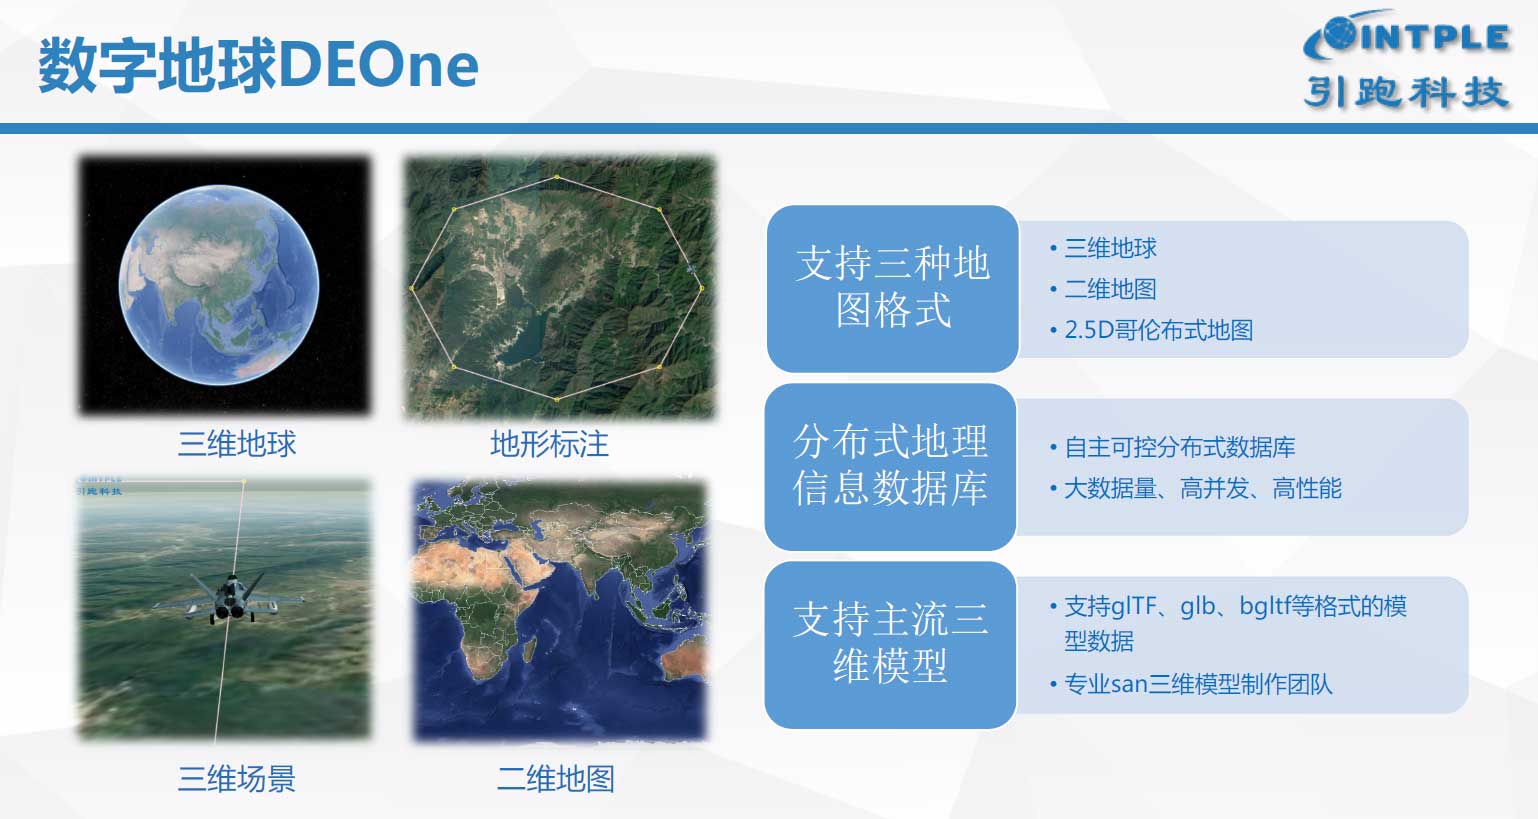 数字地球DEOne
INTPLE
引跑科技
三维地球
地形标注
INTPLE
引跑科技
三维场景
二维地图
支持三种地
图格式
• 三维地球
• 二维地图
• 2.5D哥伦布式地图
分布式地理
信息数据库
• 自主可控分布式数据库
• 大数据量、高并发、高性能
支持主流三
维模型
• 支持glTF、glb、bgltf等格式的模
型数据
• 专业san三维模型制作团队